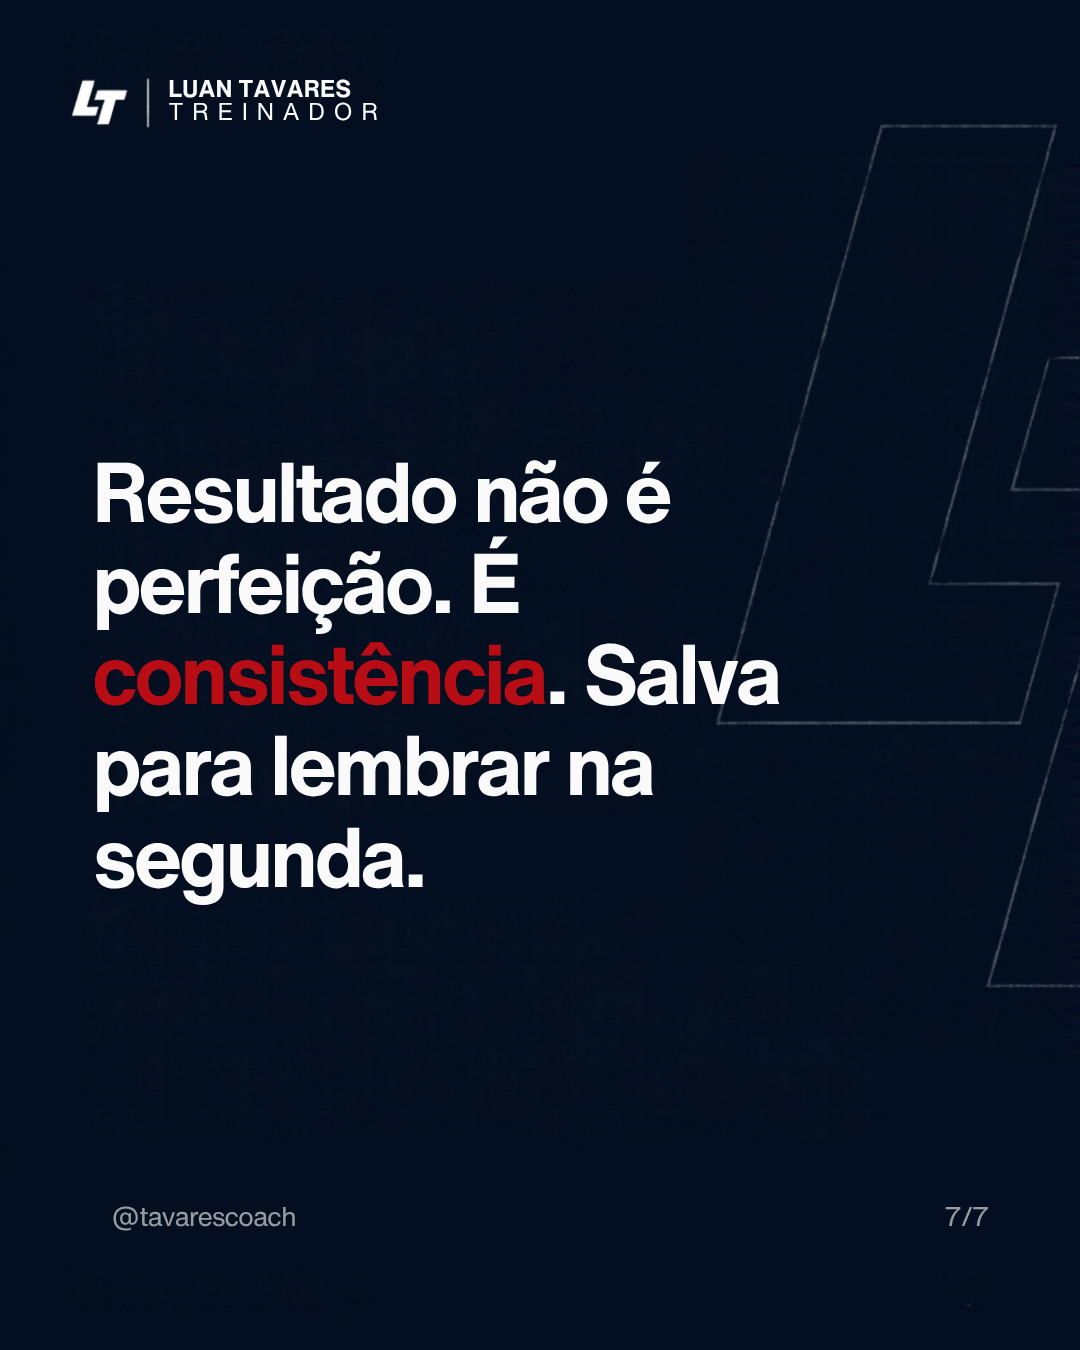 LT
LUAN TAVARES
TREINADOR
Resultado não é
perfeição. É
consistência. Salva
para lembrar na
segunda.
@tavarescoach
7/7